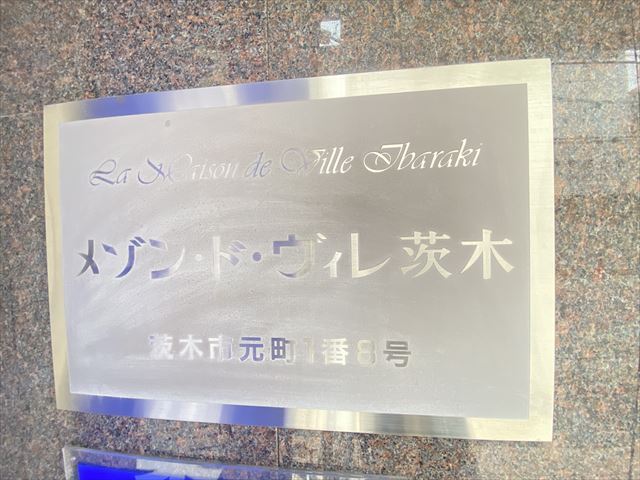 La Maison de Ville Ibaraki
メゾン・ド・ヴィレ茨木
茨木市元町1番8号